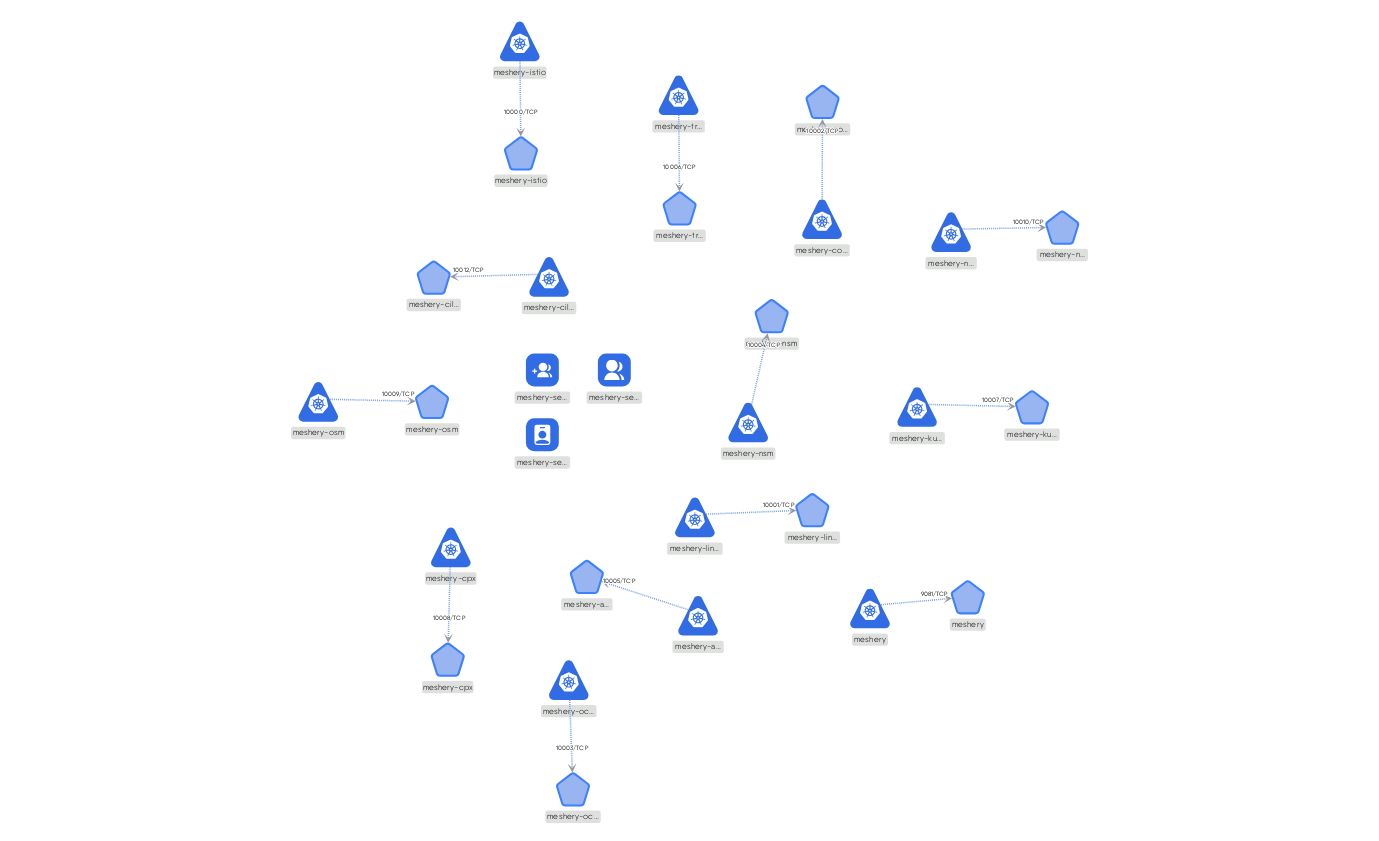 meshery-istio
10000/TCP
meshery-istio
meshery-tr...
10006/TCP
meshery-tr...
10002/TCP
meshery-co...
10010/TCP
meshery-n...
meshery-n...
10012/TCP
meshery-cil...
meshery-cil...
10004/TCP
meshery-nsm
meshery-se...
meshery-se...
meshery-se...
10009/TCP
meshery-osm
meshery-osm
10007/TCP
meshery-ku...
meshery-ku...
10001/TCP
meshery-lin...
meshery-lin...
meshery-cpx
10008/TCP
meshery-cpx
10005/TCP
meshery-a...
meshery-a...
9081/TCP
meshery
meshery
meshery-oc...
10003/TCP
meshery-oc...